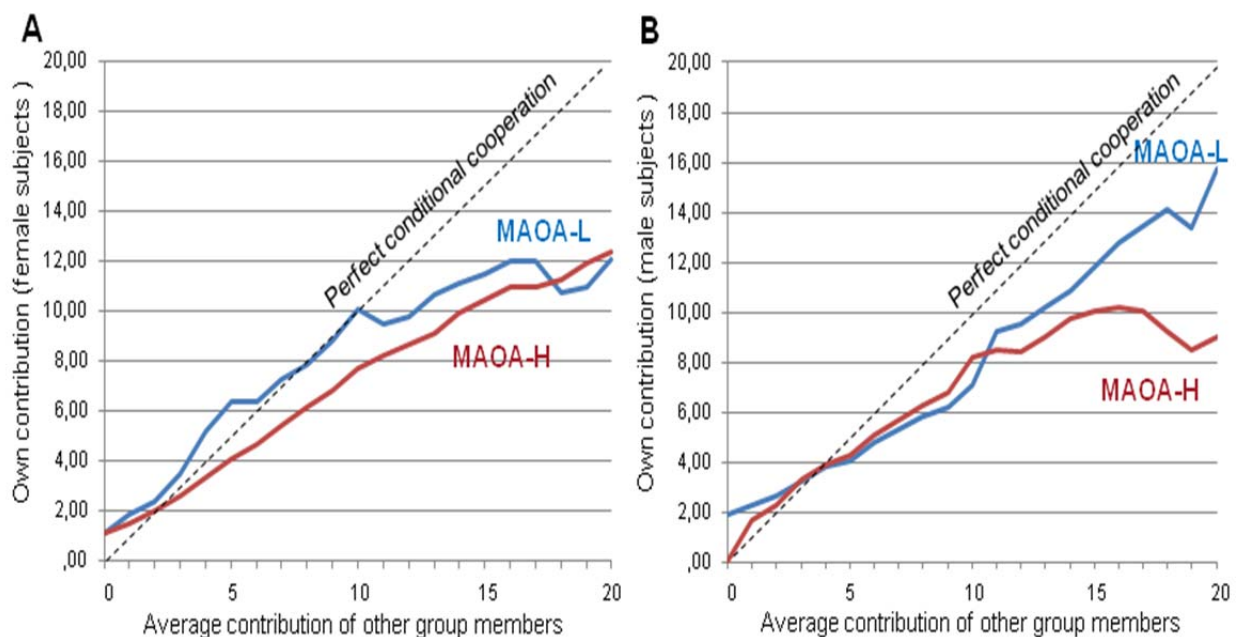 A
Own contribution (female subjects )
20,00
18,00
16,00
14,00
12,00
10,00
8,00
6,00
4,00
2,00
,00
Perfect conditional cooperation
MAOA-L
MAOA-H
0 5 10 15 20
Average contribution of other group members
B
Own contribution (male subjects )
20,00
18,00
16,00
14,00
12,00
10,00
8,00
6,00
4,00
2,00
,00
Perfect conditional cooperation
MAOA-L
MAOA-H
0 5 10 15 20
Average contribution of other group members